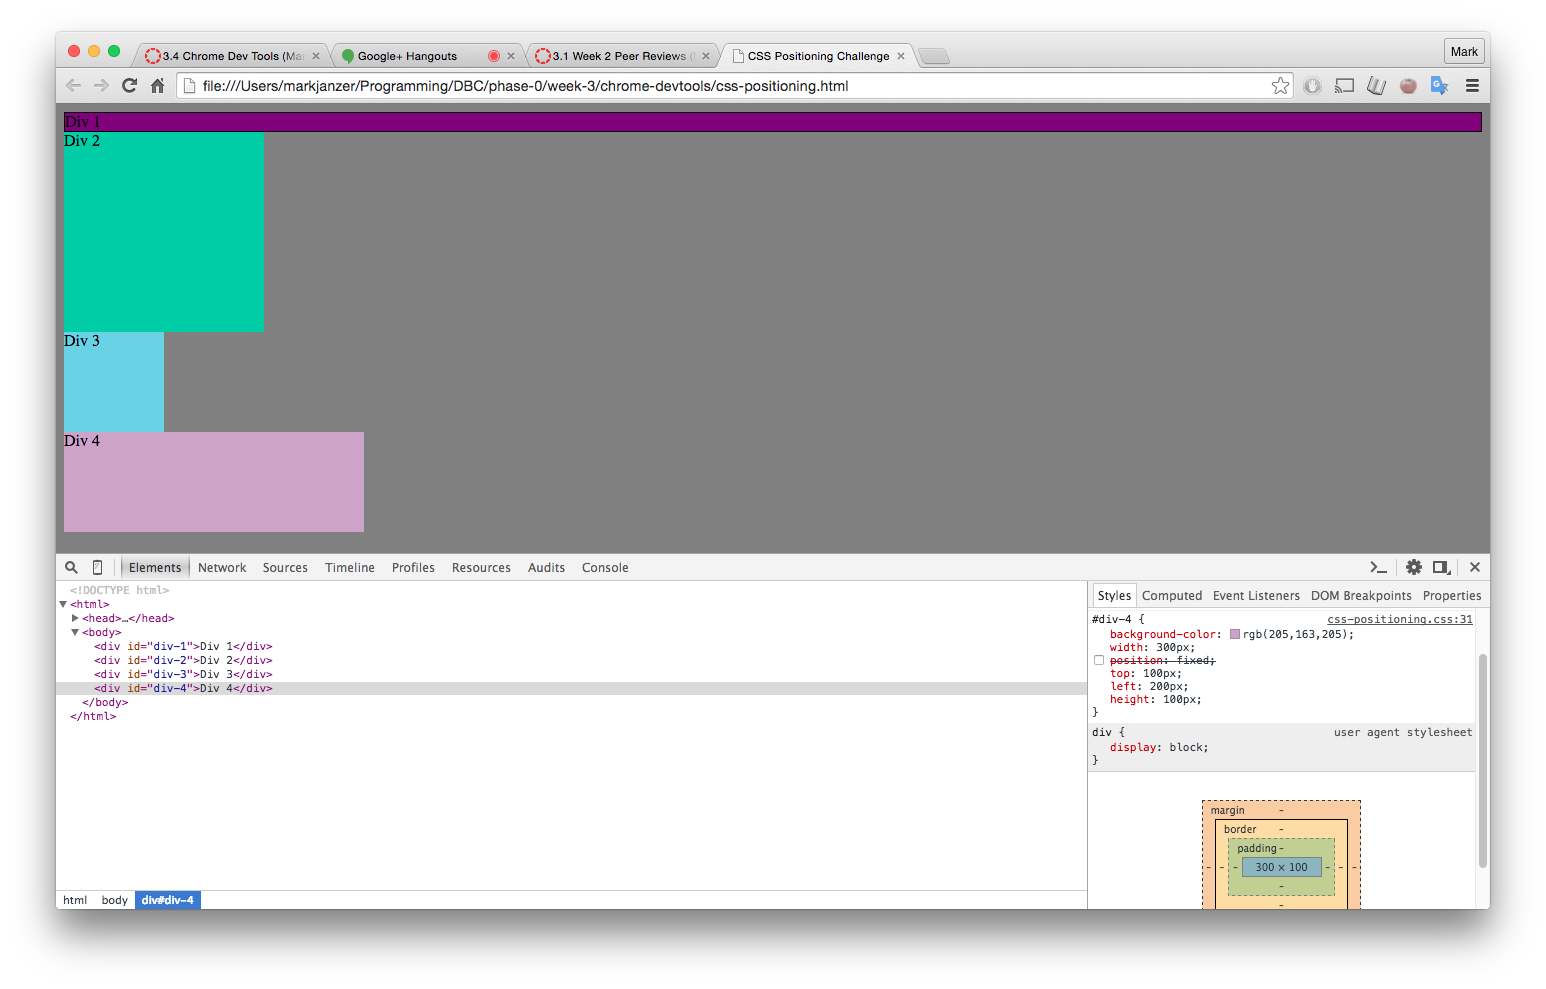 3.4 Chrome Dev Tools (Ma
Google+ Hangouts
3.1 Week 2 Peer Reviews (
CSS Positioning Challenge
Mark
file:///Users/markjanzer/Programming/DBC/phase-0/week-3/chrome-devtools/css-positioning.html
Div 1
Div 2
Div 3
Div 4
Elements Network Sources Timeline Profiles Resources Audits Console
<!DOCTYPE html>
<html>
<head>…</head>
<body>
<div id="div-1">Div 1</div>
<div id="div-2">Div 2</div>
<div id="div-3">Div 3</div>
<div id="div-4">Div 4</div>
</body>
</html>
html body div#div-4
Styles Computed Event Listeners DOM Breakpoints Properties
#div-4 { css-positioning.css:31
background-color: rgb(205,163,205);
width: 300px;
position: fixed;
top: 100px;
left: 200px;
height: 100px;
}
div { user agent stylesheet
display: block;
}
margin -
border -
padding -
- - - 300 × 100 - - -
-
-